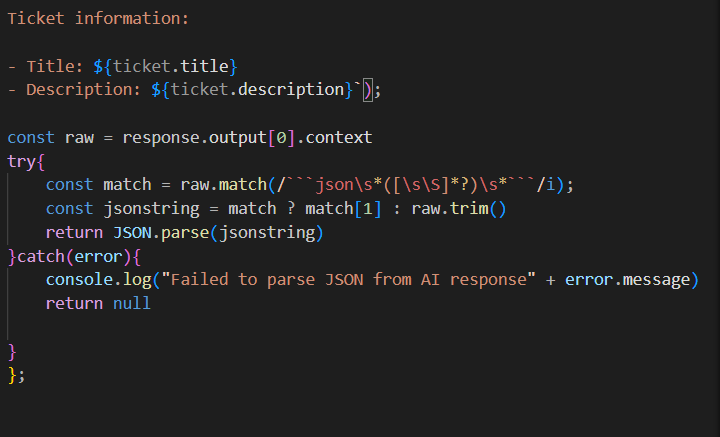 Ticket information:
- Title: ${ticket.title}
- Description: ${ticket.description}`);
const raw = response.output[0].context
try{
const match = raw.match(/```json\s*([\s\S]*?)\s*```/i);
const jsonstring = match ? match[1] : raw.trim()
return JSON.parse(jsonstring)
}catch(error){
console.log("Failed to parse JSON from AI response" + error.message)
return null
}
};